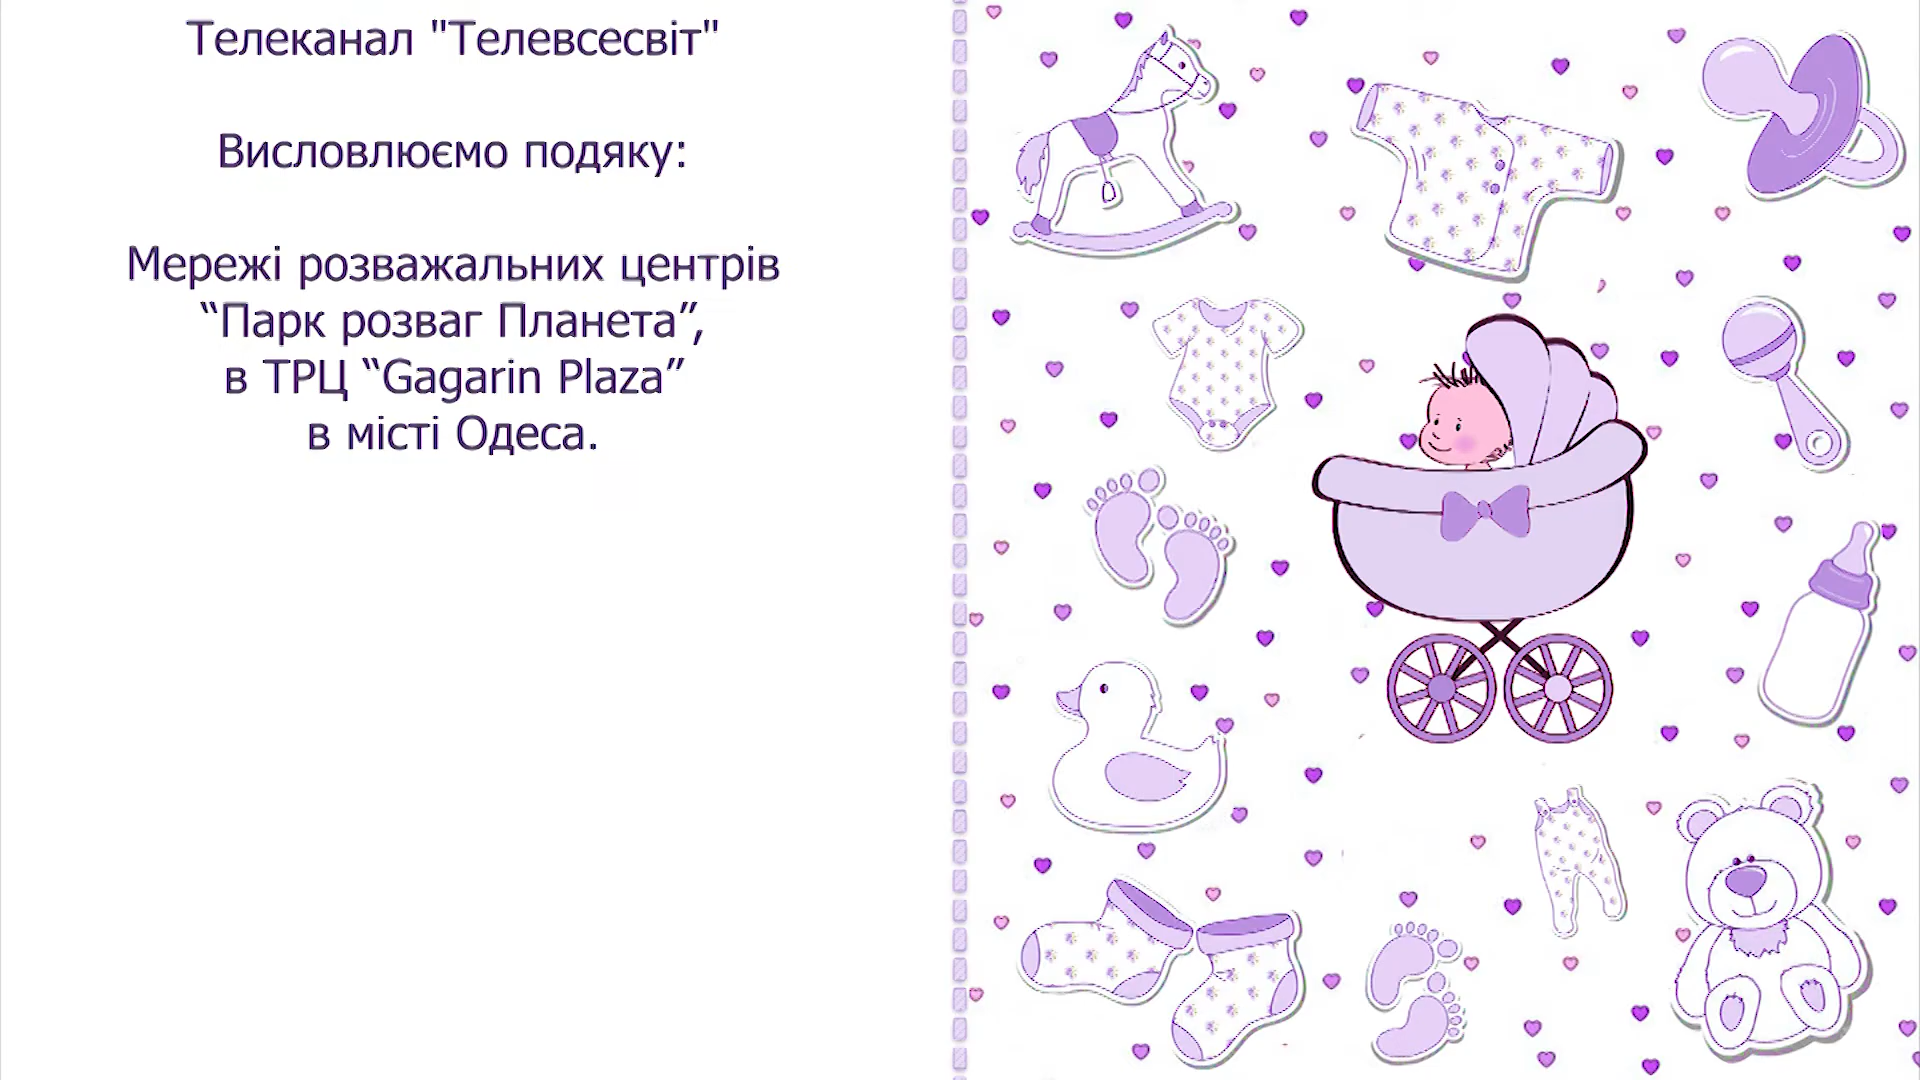 Телеканал "Телевсесвіт"
Висловлюємо подяку:
Мережі розважальних центрів
“Парк розваг Планета”,
в ТРЦ “Gagarin Plaza”
в місті Одеса.